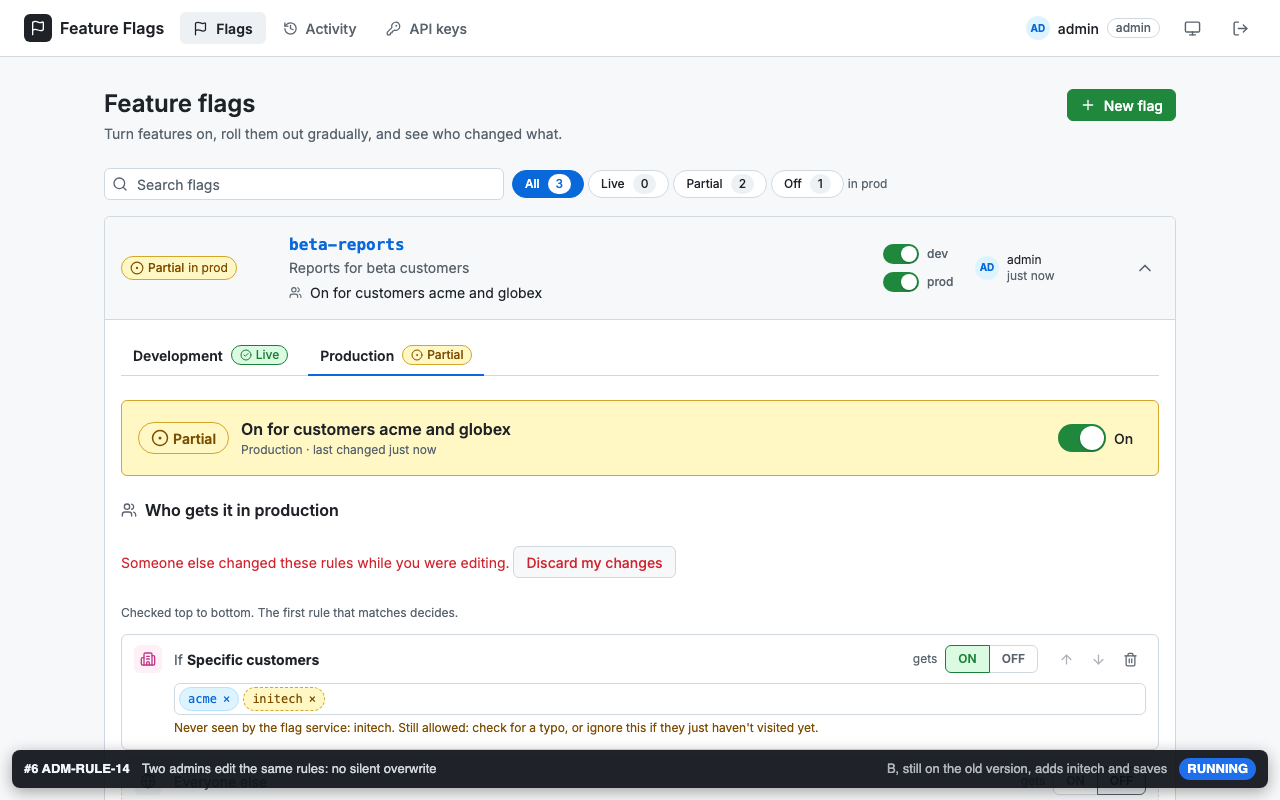 Feature Flags
Flags
Activity
API keys
AD
admin
admin
Feature flags
New flag
Turn features on, roll them out gradually, and see who changed what.
Search flags
All 3
Live 0
Partial 2
Off 1
in prod
Partial in prod
beta-reports
Reports for beta customers
On for customers acme and globex
dev
prod
AD
admin
just now
Development
Live
Production
Partial
Partial
On for customers acme and globex
Production · last changed just now
On
Who gets it in production
Someone else changed these rules while you were editing.
Discard my changes
Checked top to bottom. The first rule that matches decides.
If Specific customers
gets
ON
OFF
acme ×
initech ×
Never seen by the flag service: initech. Still allowed: check for a typo, or ignore this if they just haven't visited yet.
#6 ADM-RULE-14
Two admins edit the same rules: no silent overwrite
B, still on the old version, adds initech and saves
RUNNING
Everyone else
gets
ON
OFF